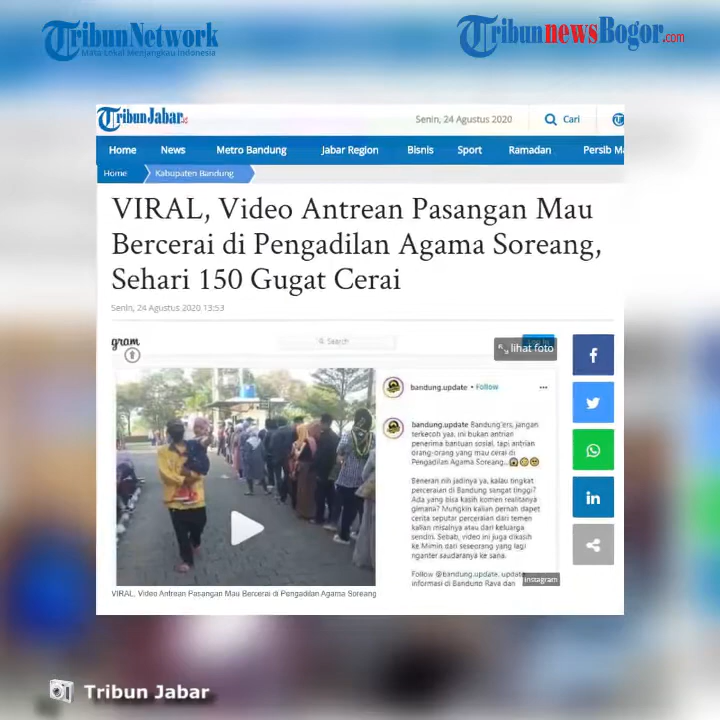 TribunNetwork
Mata Lokal Menjangkau Indonesia
TribunnewsBogor.com
TribunJabar
Senin, 24 Agustus 2020
Cari
Home News Metro Bandung Jabar Region Bisnis Sport Ramadan Persib Ma
Home Kabupaten Bandung
VIRAL, Video Antrean Pasangan Mau
Bercerai di Pengadilan Agama Soreang,
Sehari 150 Gugat Cerai
Senin, 24 Agustus 2020 13:53
gram
Search
lihat foto
bandung.update • Follow
bandung.update Bandung'ers, jangan
terkecoh yaa, ini bukan antrian
penerima bantuan sosial, tapi antrian
orang-orang yang mau cerai di
Pengadilan Agama Soreang...
Beneran nih jadinya ya, kalau tingkat
perceraian di Bandung sangat tinggi?
Ada yang bisa kasih komen realitanya
gimana? Mungkin kalian pernah dapet
cerita seputar perceraian dari temen
kalian misalnya atau dari keluarga
sendiri. Sebab, video ini juga dikasih
ke Mimin dari seseorang yang lagi
nganter saudaranya ke sana.
Follow @bandung.update, update
informasi di Bandung Raya dan
Instagram
VIRAL, Video Antrean Pasangan Mau Bercerai di Pengadilan Agama Soreang
Tribun Jabar